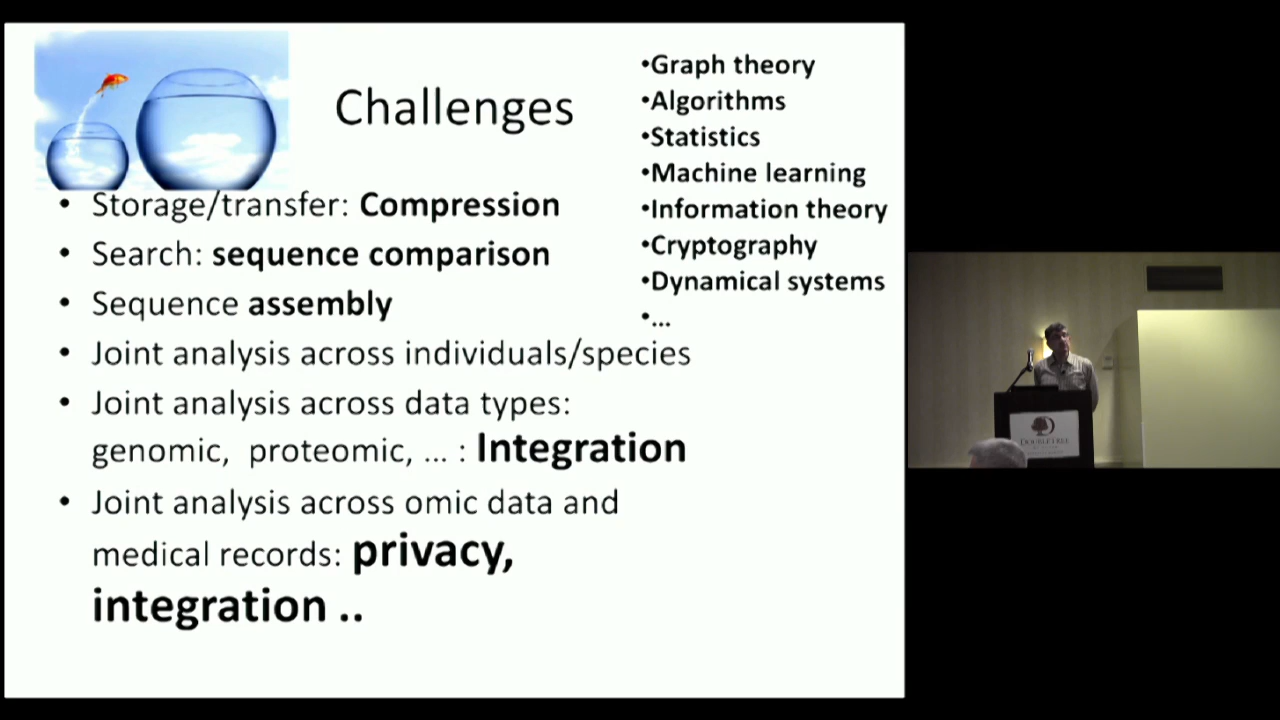 Challenges
• Storage/transfer: Compression
• Search: sequence comparison
• Sequence assembly
• Joint analysis across individuals/species
• Joint analysis across data types:
genomic, proteomic, ... : Integration
• Joint analysis across omic data and
medical records: privacy,
integration ..
•Graph theory
•Algorithms
•Statistics
•Machine learning
•Information theory
•Cryptography
•Dynamical systems
•...
DOUBLETREE